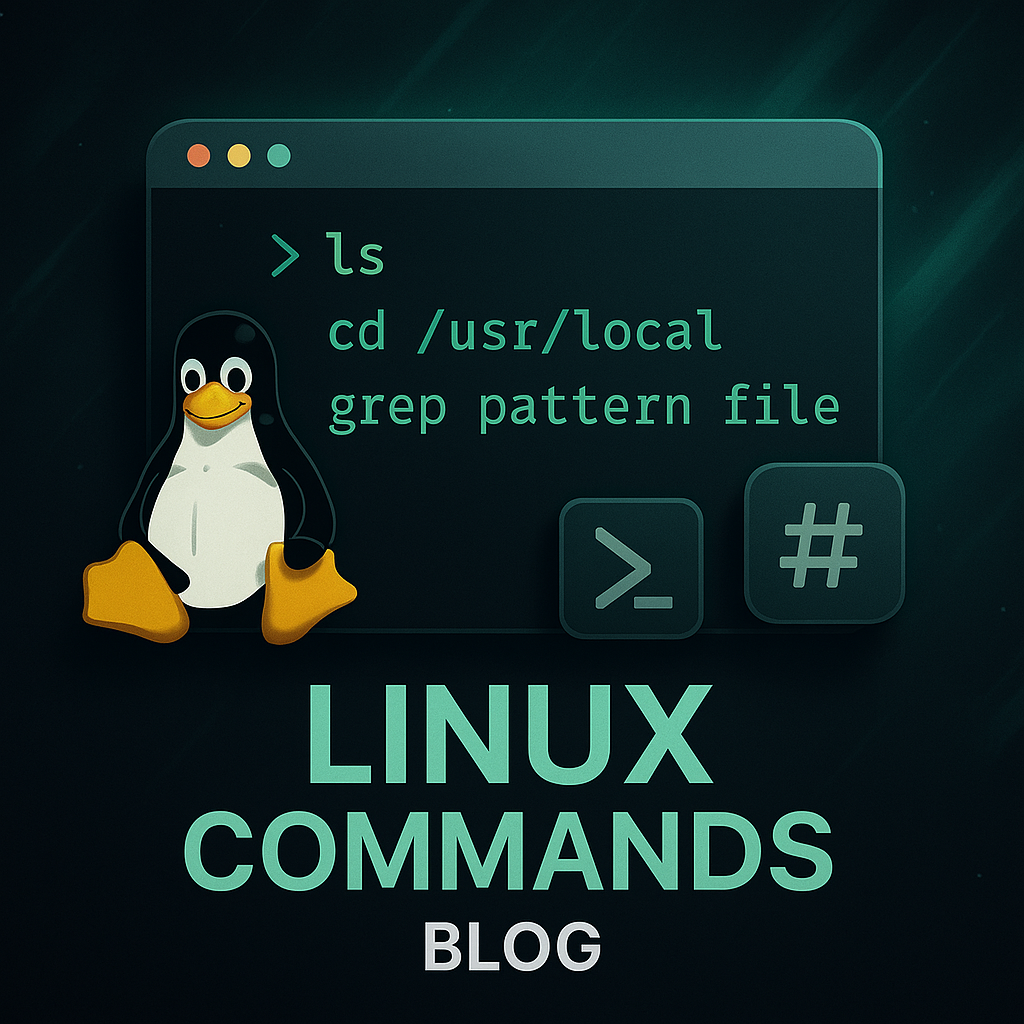 > ls
cd /usr/local
grep pattern file
>_
#
LINUX
COMMANDS
BLOG